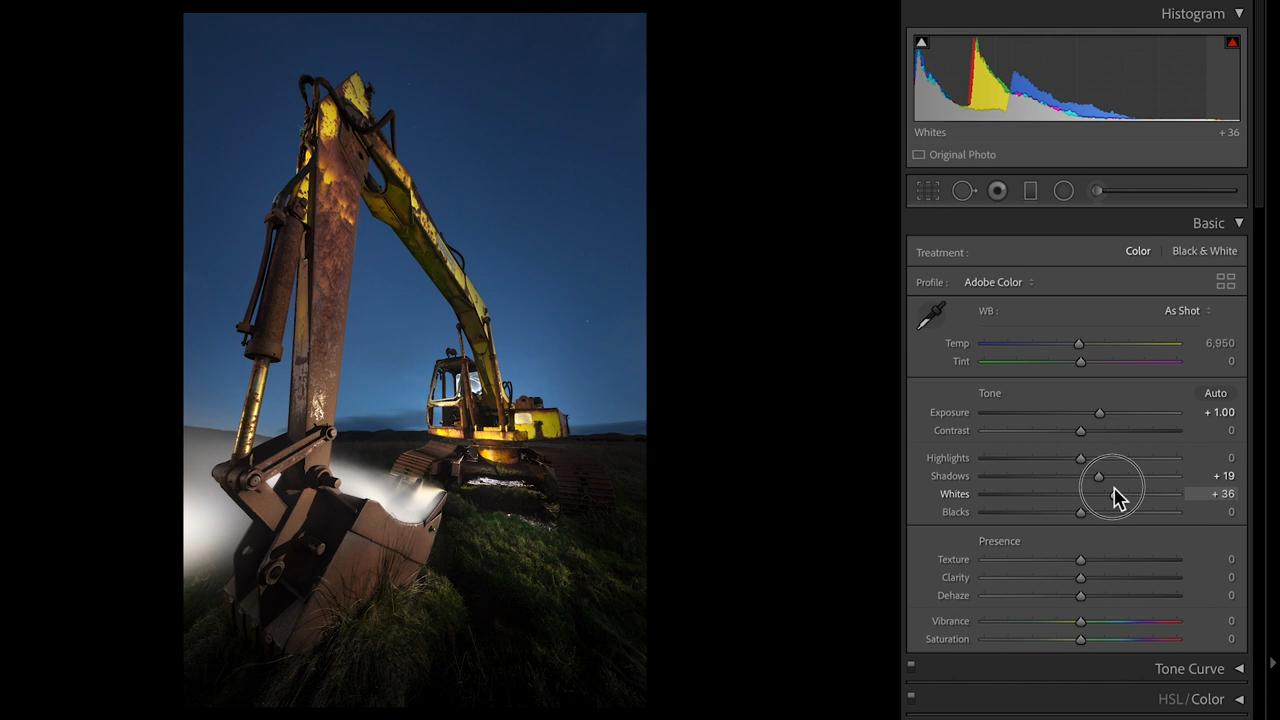 Histogram
Whites +36
Original Photo
Basic
Treatment : Color Black & White
Profile : Adobe Color
WB : As Shot
Temp 6,950
Tint 0
Tone Auto
Exposure + 1.00
Contrast 0
Highlights 0
Shadows + 19
Whites + 36
Blacks 0
Presence
Texture 0
Clarity 0
Dehaze 0
Vibrance 0
Saturation 0
Tone Curve
HSL / Color